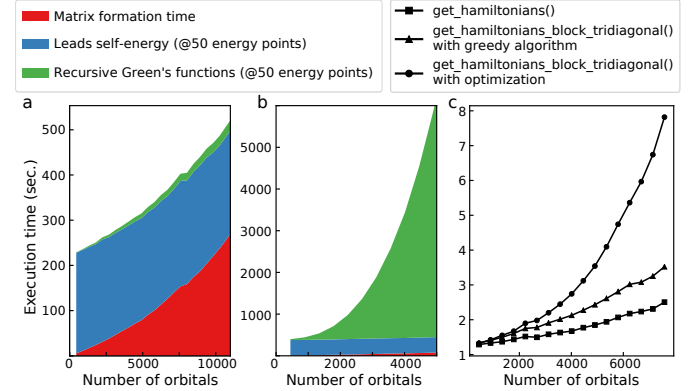 Matrix formation time
Leads self-energy (@50 energy points)
Recursive Green's functions (@50 energy points)
get_hamiltonians()
get_hamiltonians_block_tridiagonal()
with greedy algorithm
get_hamiltonians_block_tridiagonal()
with optimization
a
b
c
Execution time (sec.)
500
400
300
200
100
0
5000
10000
Number of orbitals
5000
4000
3000
2000
1000
0
2000
4000
Number of orbitals
8
7
6
5
4
3
2
1
2000
4000
6000
Number of orbitals